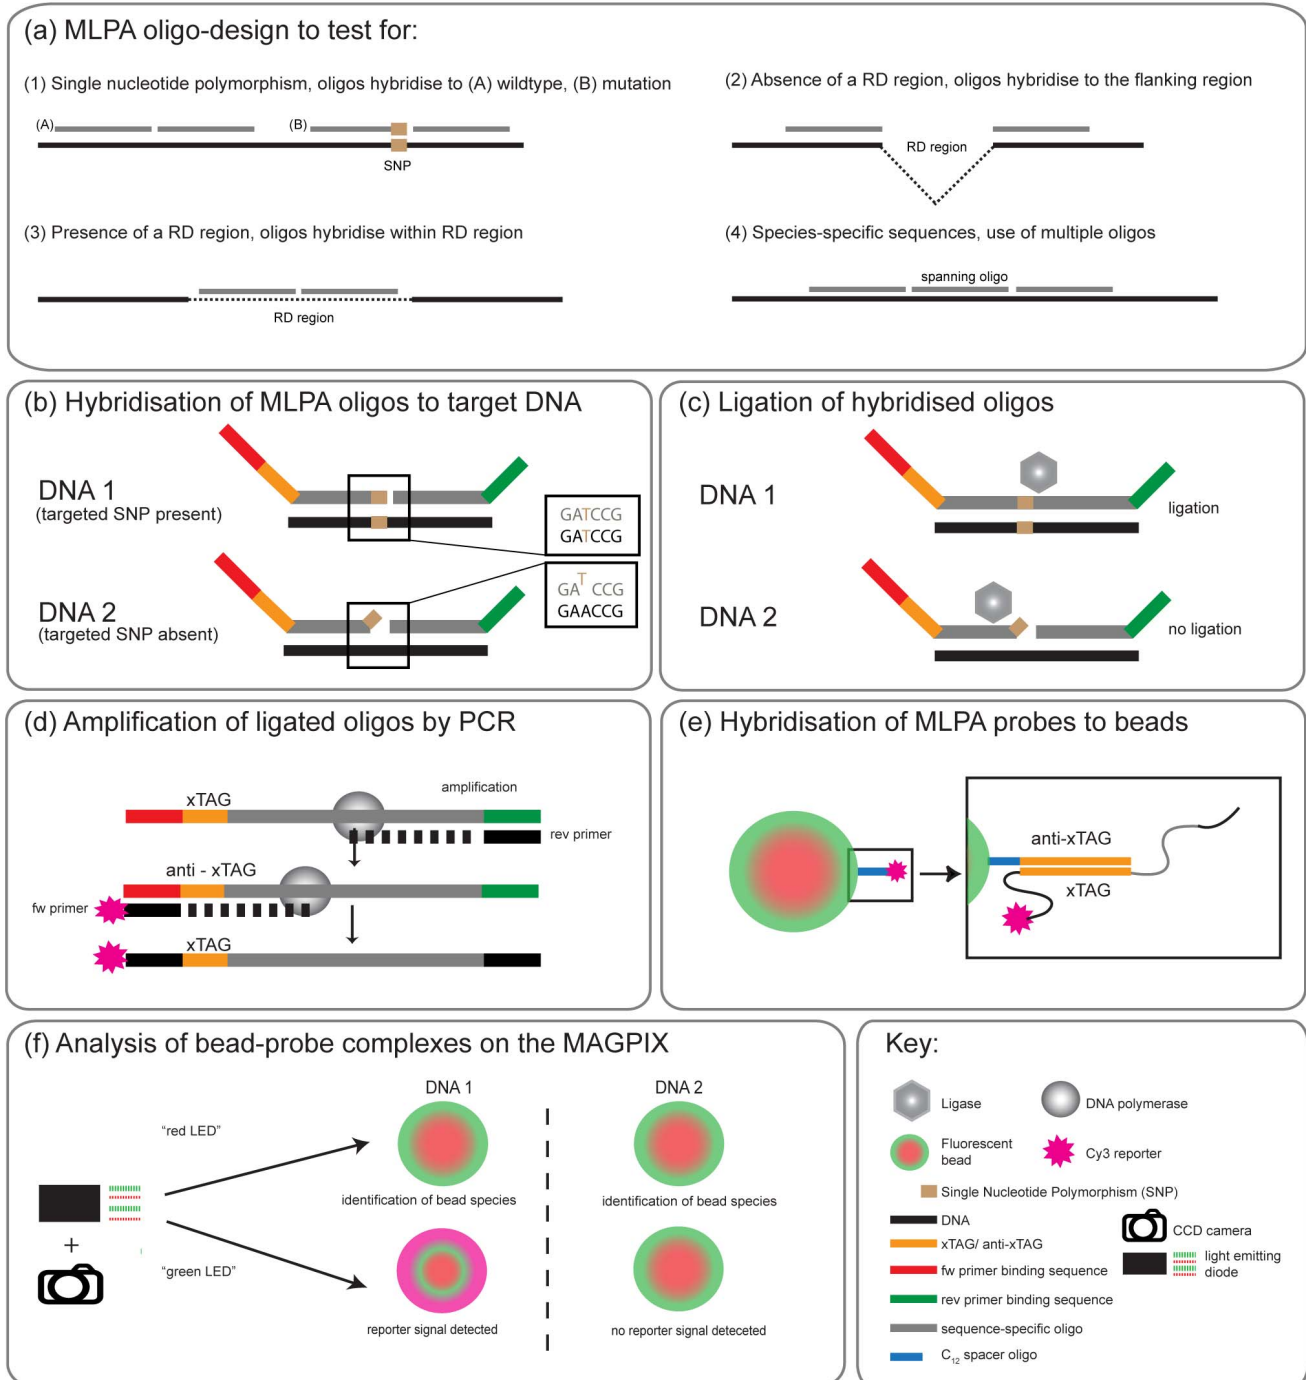 (a) MLPA oligo-design to test for:
(1) Single nucleotide polymorphism, oligos hybridise to (A) wildtype, (B) mutation
(A)
(B)
SNP
(2) Absence of a RD region, oligos hybridise to the flanking region
RD region
(3) Presence of a RD region, oligos hybridise within RD region
RD region
(4) Species-specific sequences, use of multiple oligos
spanning oligo
(b) Hybridisation of MLPA oligos to target DNA
DNA 1
(targeted SNP present)
GATCCG
GATCCG
DNA 2
(targeted SNP absent)
T
GA CCG
GAACCG
(c) Ligation of hybridised oligos
DNA 1
ligation
DNA 2
no ligation
(d) Amplification of ligated oligos by PCR
xTAG
amplification
rev primer
anti - xTAG
fw primer
xTAG
(e) Hybridisation of MLPA probes to beads
anti-xTAG
xTAG
(f) Analysis of bead-probe complexes on the MAGPIX
DNA 1
DNA 2
"red LED"
identification of bead species
identification of bead species
+
"green LED"
reporter signal detected
no reporter signal deteceted
Key:
Ligase
DNA polymerase
Fluorescent
bead
Cy3 reporter
Single Nucleotide Polymorphism (SNP)
DNA
CCD camera
xTAG/ anti-xTAG
light emitting
diode
fw primer binding sequence
rev primer binding sequence
sequence-specific oligo
C12 spacer oligo